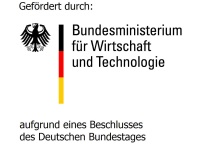 Gefördert durch:
Bundesministerium
für Wirtschaft
und Technologie
aufgrund eines Beschlusses
des Deutschen Bundestages